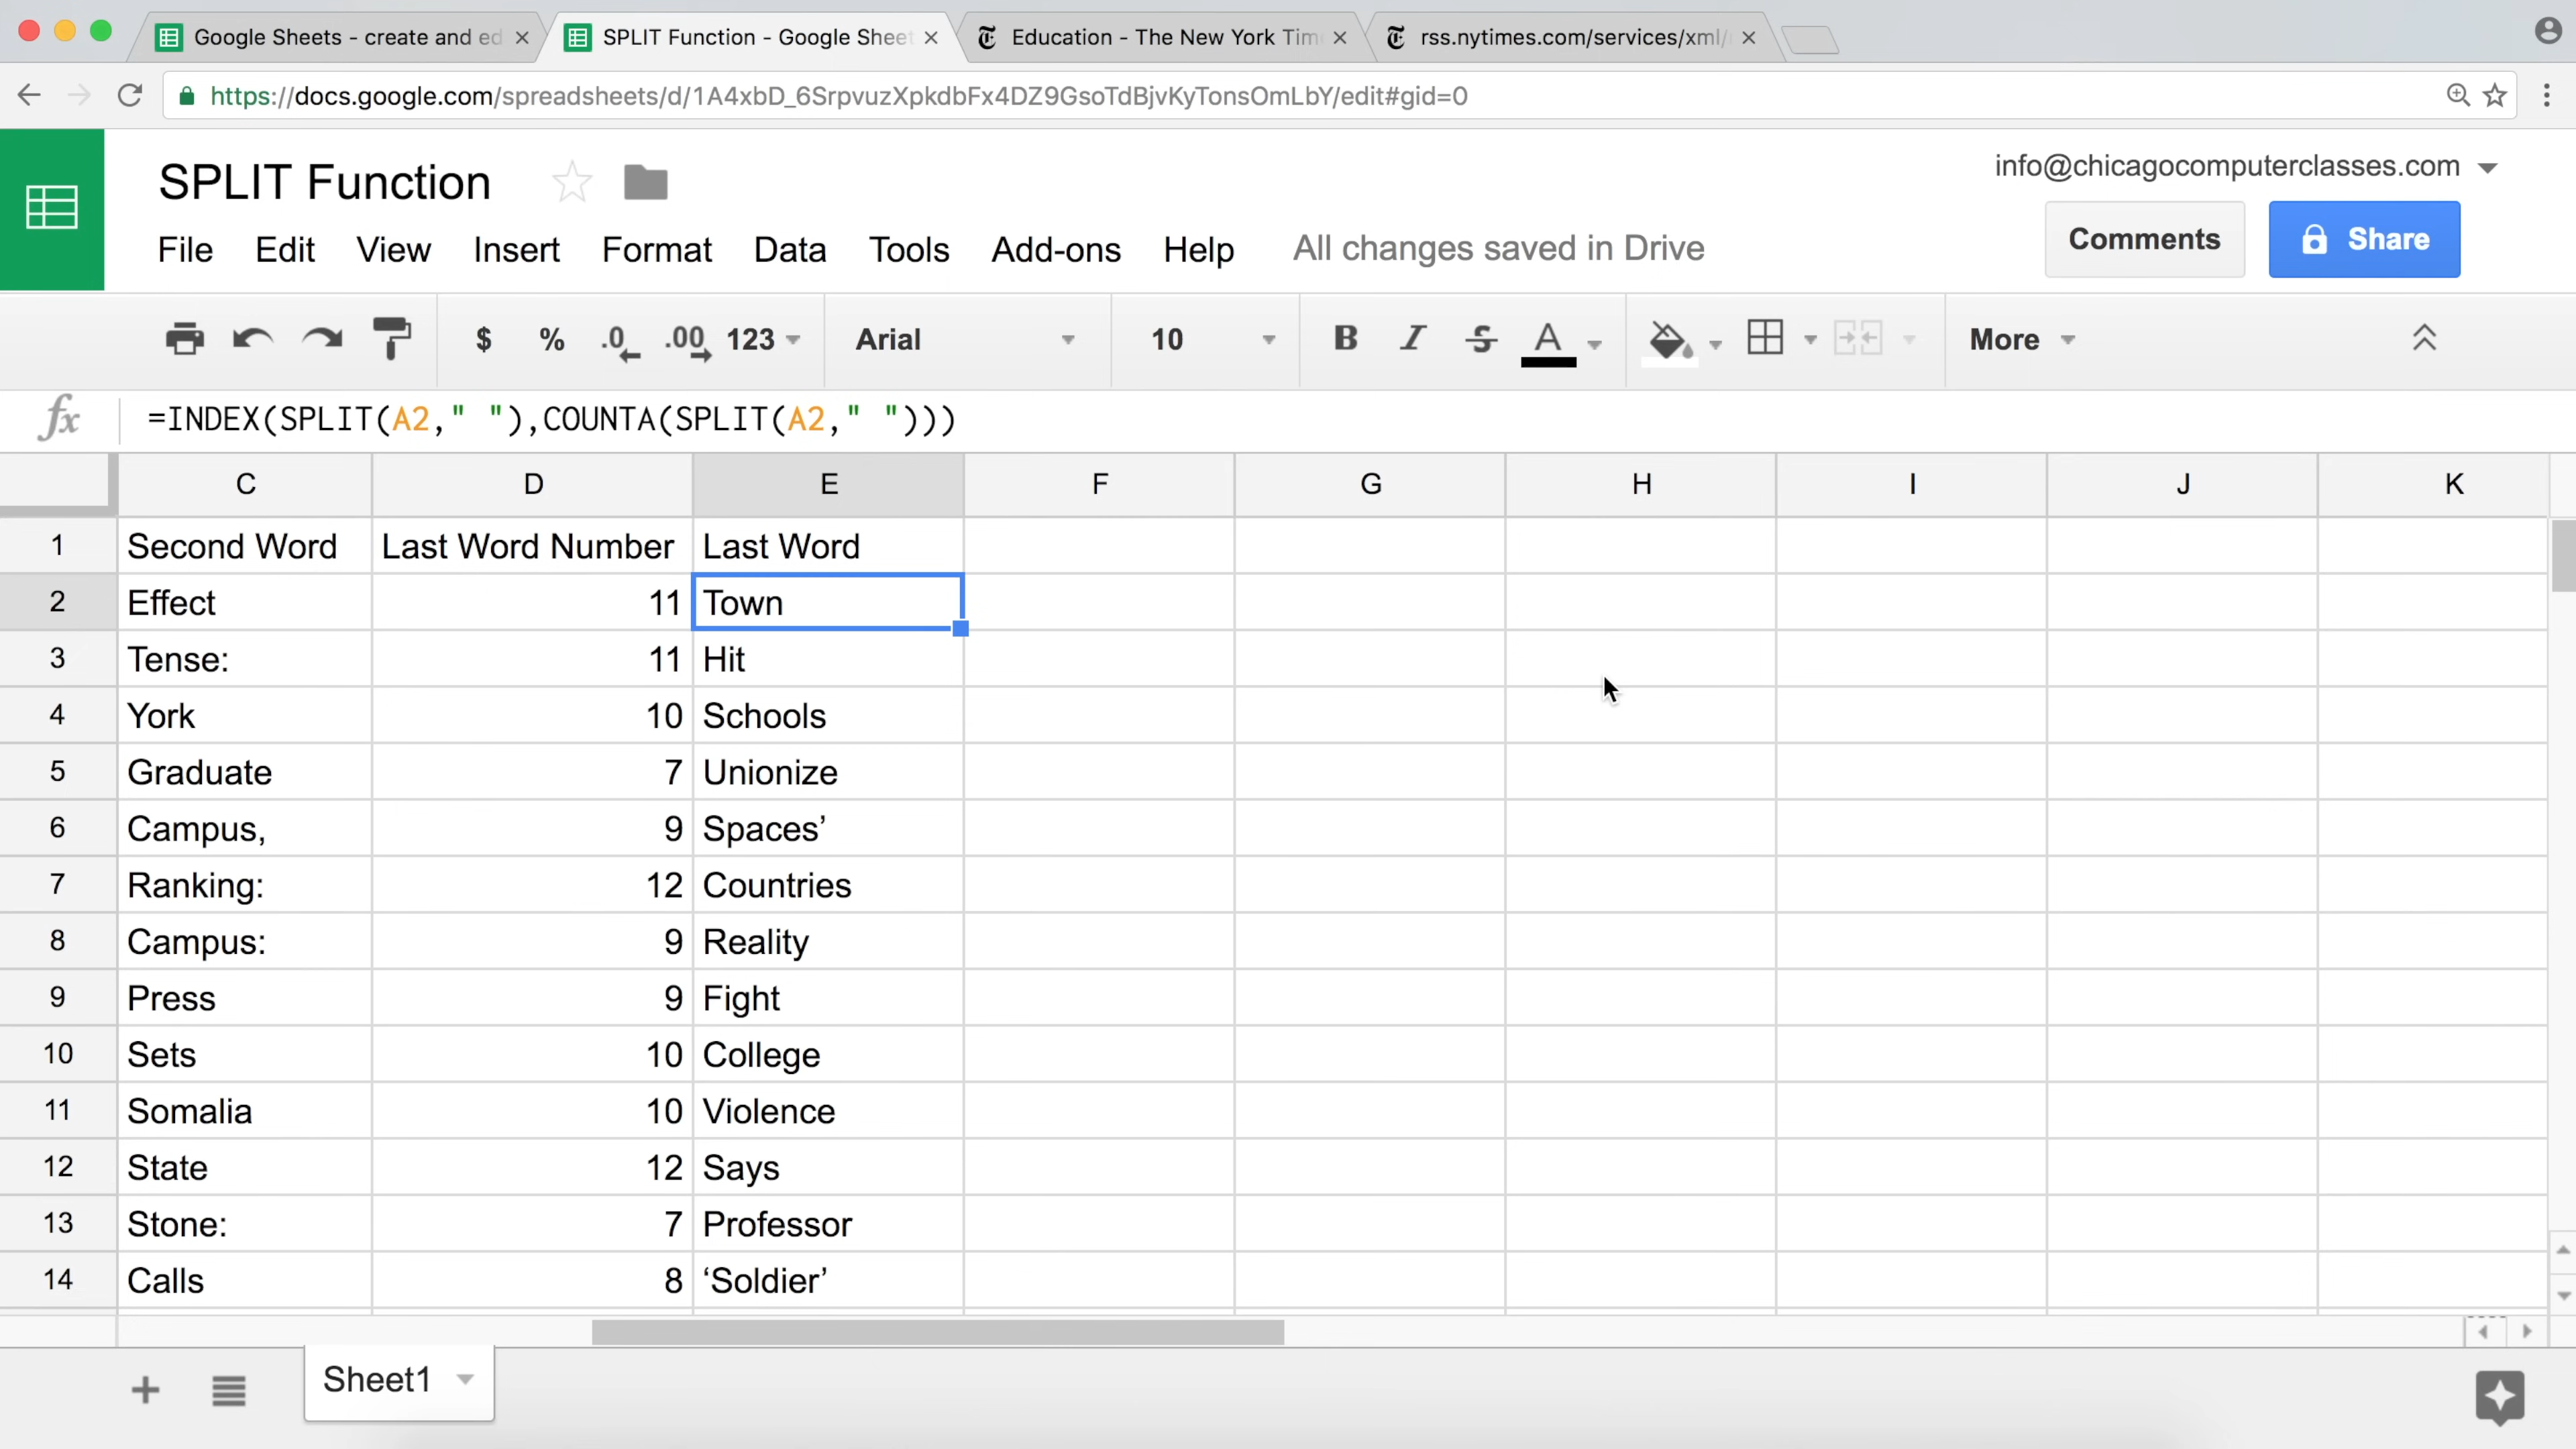 Google Sheets - create and ed
SPLIT Function - Google Sheet
Education - The New York Tim
rss.nytimes.com/services/xml/
https://docs.google.com/spreadsheets/d/1A4xbD_6SrpvuzXpkdbFx4DZ9GsoTdBjvKyTonsOmLbY/edit#gid=0
SPLIT Function
info@chicagocomputerclasses.com
File Edit View Insert Format Data Tools Add-ons Help All changes saved in Drive
Comments
Share
$ % .0 .00 123 Arial 10 B I S A More
fx =INDEX(SPLIT(A2," "),COUNTA(SPLIT(A2," ")))
C D E F G H I J K
1 Second Word Last Word Number Last Word
2 Effect 11 Town
3 Tense: 11 Hit
4 York 10 Schools
5 Graduate 7 Unionize
6 Campus, 9 Spaces’
7 Ranking: 12 Countries
8 Campus: 9 Reality
9 Press 9 Fight
10 Sets 10 College
11 Somalia 10 Violence
12 State 12 Says
13 Stone: 7 Professor
14 Calls 8 ‘Soldier’
Sheet1